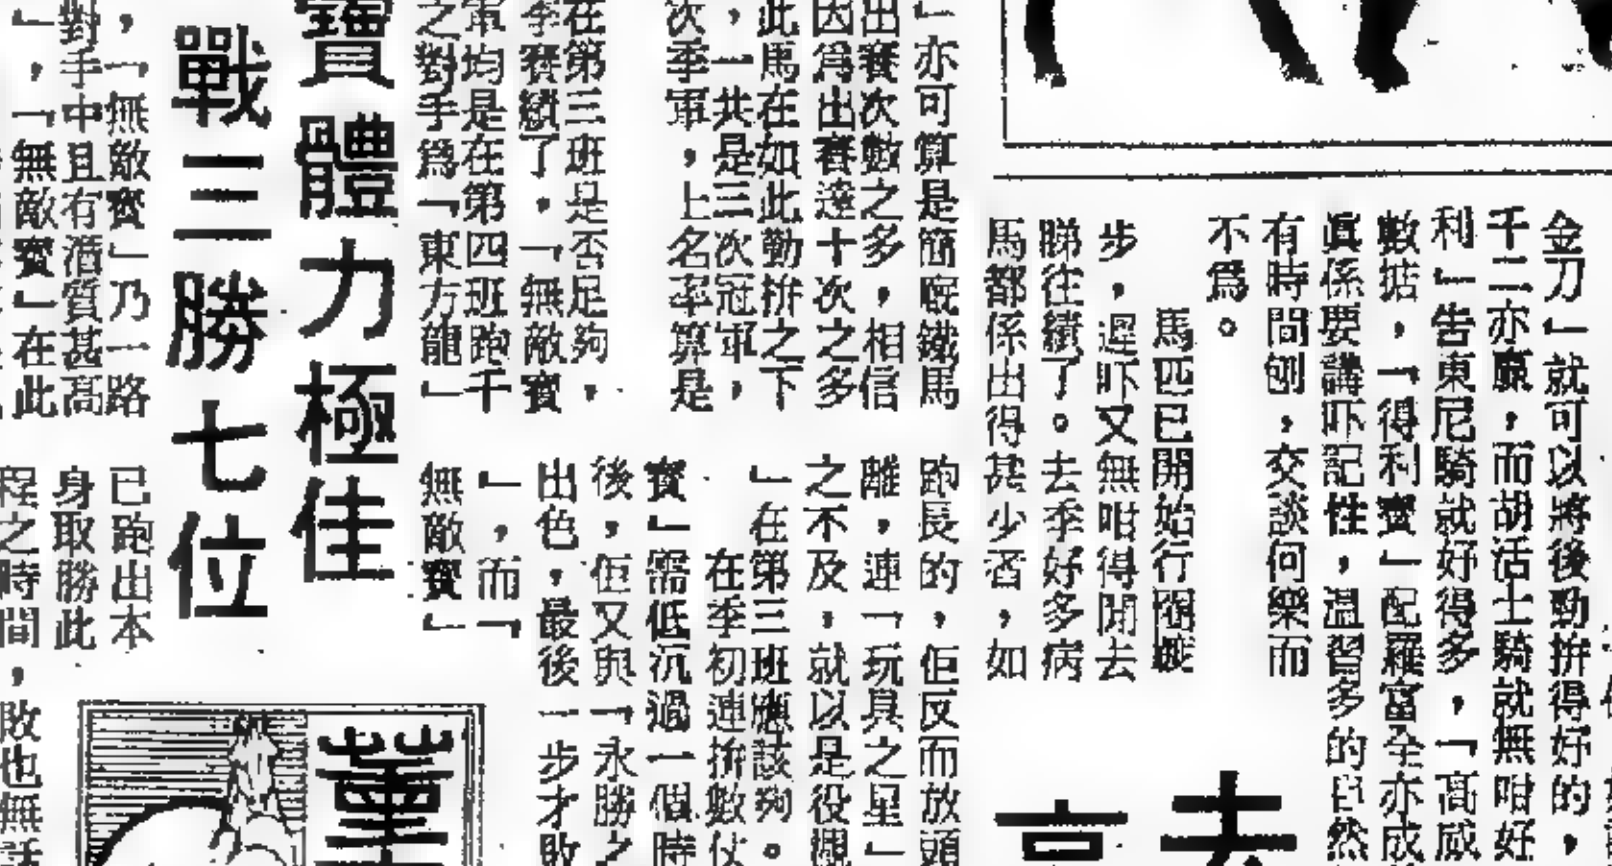 金刀」就可以將後勁拚得好的，
千二亦贏，而胡活士騎就無咁好
利」告東尼騎就好得多，「高威
數掂，「得利寶」配羅富全亦成
眞係要講吓記性，溫習多的自然
有時間刨，交談何樂而
不爲。
馬匹已開始行
步，遲吓又無咁得閒去
睇往績了。去季好多病
馬都係出得甚少者，如
去
」亦可算是簡嘅鐵馬
出賽次數之多，相信
因爲出賽達十次之多
此馬在如此勤拚之下
，一共是三次冠軍，
次季軍，上名率算是
在第三班是否足夠，
季賽績了，「無敵寶
軍均是在第四班跑千
之對手爲「東方龍」
跑長的，但反而放頭
離，連「玩具之星」
之不及，就以是役觀
」在第三班應該夠。
在季初連拚數仗
寶」需低沉過一個時
後，但又與「永勝之
出色，最後一步才敗
」，而「
無敵寶」
寶體力極佳
戰三勝七位
，「無敵寶」乃一路
對手中且有潛質甚高
」，「無敵寶」在此
已跑出本
身取勝此
程之時間，敗也無話
董